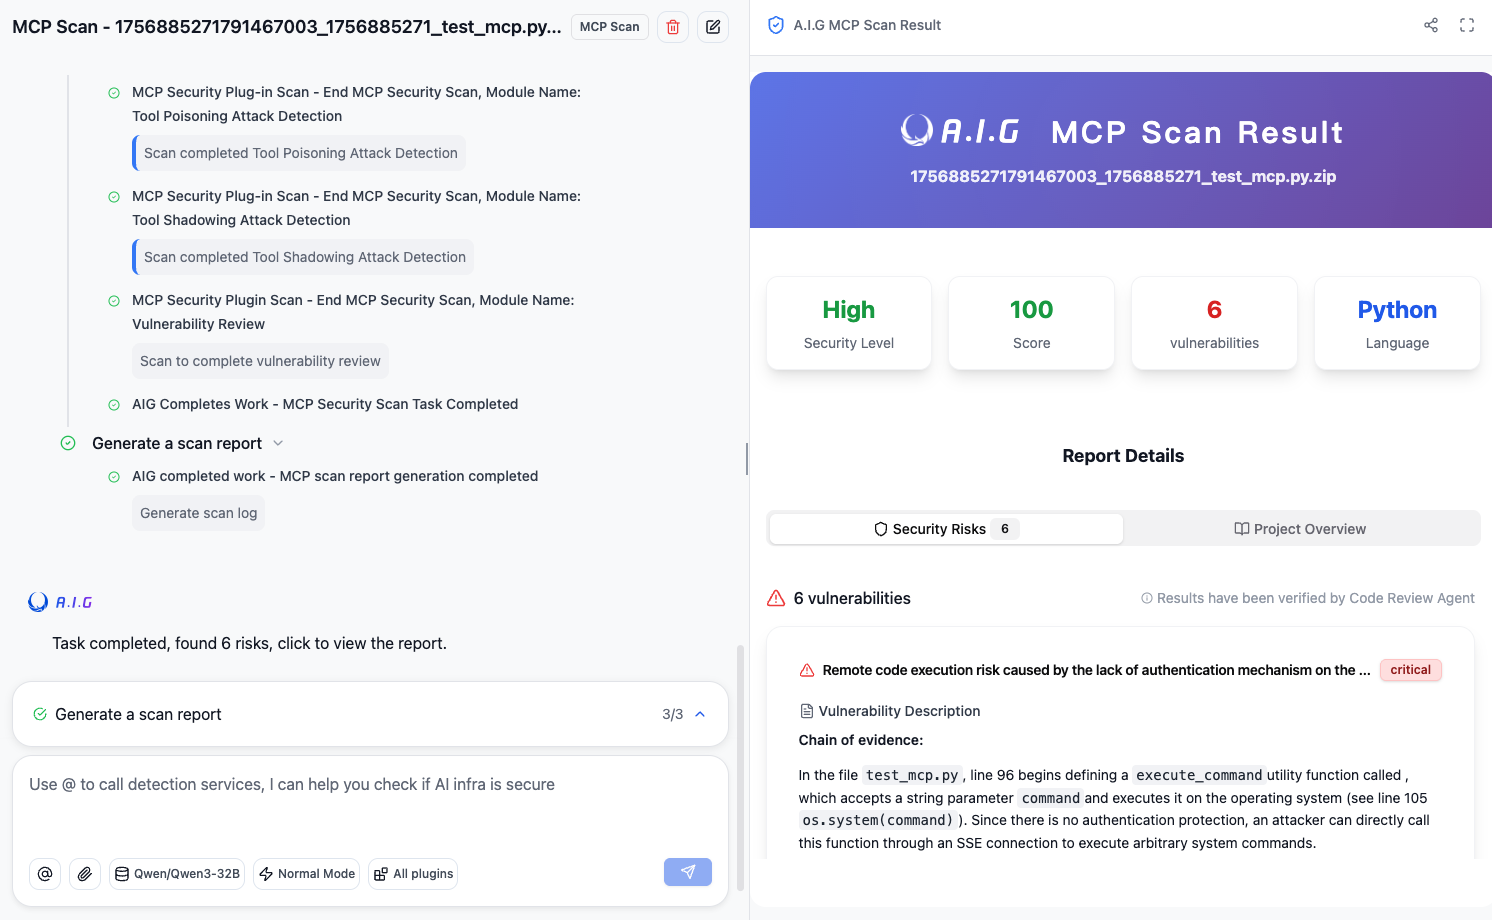 MCP Scan - 1756885271791467003_1756885271_test_mcp.py...
MCP Scan
MCP Security Plug-in Scan - End MCP Security Scan, Module Name:
Tool Poisoning Attack Detection
Scan completed Tool Poisoning Attack Detection
MCP Security Plug-in Scan - End MCP Security Scan, Module Name:
Tool Shadowing Attack Detection
Scan completed Tool Shadowing Attack Detection
MCP Security Plugin Scan - End MCP Security Scan, Module Name:
Vulnerability Review
Scan to complete vulnerability review
AIG Completes Work - MCP Security Scan Task Completed
Generate a scan report
AIG completed work - MCP scan report generation completed
Generate scan log
A.I.G
Task completed, found 6 risks, click to view the report.
Generate a scan report
3/3
Use @ to call detection services, I can help you check if AI infra is secure
Qwen/Qwen3-32B
Normal Mode
All plugins
A.I.G MCP Scan Result
A.I.G MCP Scan Result
1756885271791467003_1756885271_test_mcp.py.zip
High
Security Level
100
Score
6
vulnerabilities
Python
Language
Report Details
Security Risks 6
Project Overview
6 vulnerabilities
Results have been verified by Code Review Agent
Remote code execution risk caused by the lack of authentication mechanism on the ...
critical
Vulnerability Description
Chain of evidence:
In the file test_mcp.py, line 96 begins defining a execute_command utility function called ,
which accepts a string parameter command and executes it on the operating system (see line 105
os.system(command) ). Since there is no authentication protection, an attacker can directly call
this function through an SSE connection to execute arbitrary system commands.